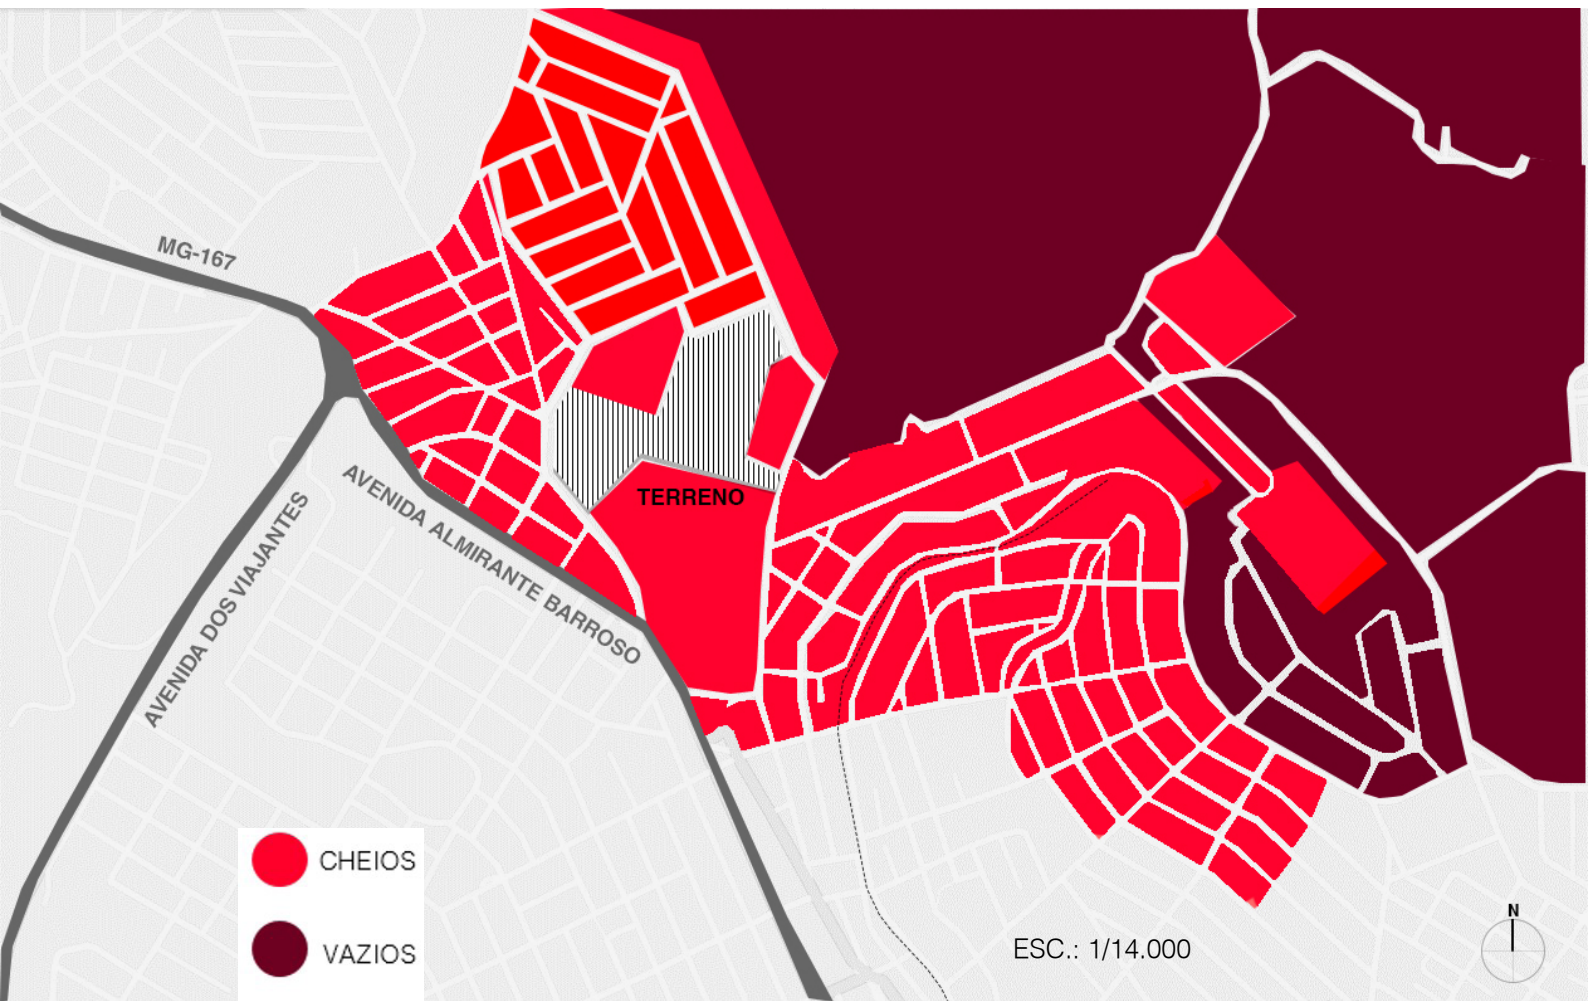 MG-167
AVENIDA ALMIRANTE BARROSO
AVENIDA DOS VIAJANTES
TERRENO
CHEIOS
VAZIOS
ESC.: 1/14.000
N